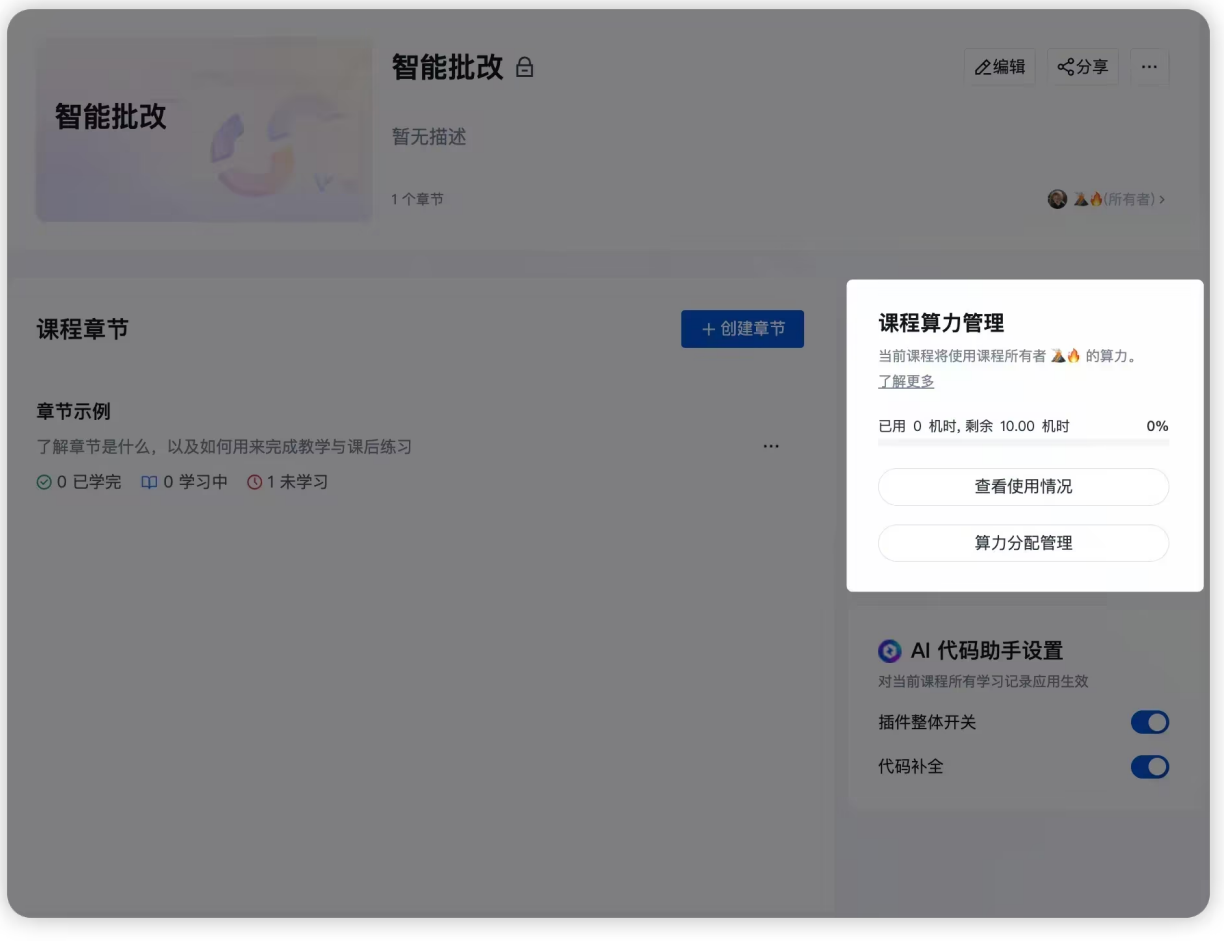 智能批改
智能批改
编辑
分享
暂无描述
1 个章节
(所有者)
课程章节
创建章节
章节示例
了解章节是什么，以及如何用来完成教学与课后练习
0 已学完 0 学习中 1 未学习
课程算力管理
当前课程将使用课程所有者 🌋🔥 的算力。
了解更多
已用 0 机时, 剩余 10.00 机时 0%
查看使用情况
算力分配管理
AI 代码助手设置
对当前课程所有学习记录应用生效
插件整体开关
代码补全